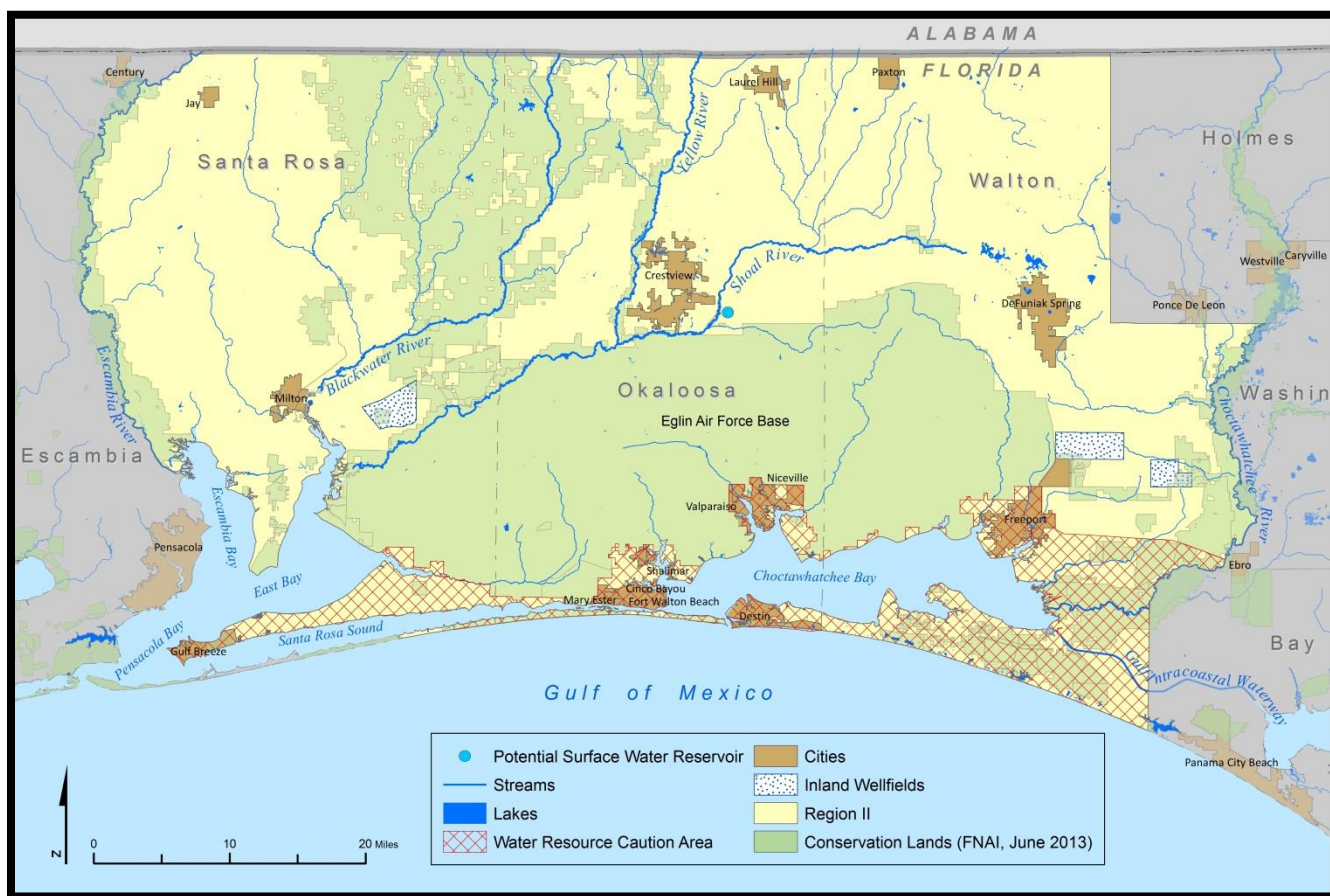 ALABAMA
FLORIDA
Century
Jay
Laurel Hill
Paxton
Holmes
Santa Rosa
Yellow River
Walton
Crestview
Shoal River
Westville
Caryville
DeFuniak Spring
Ponce De Leon
Escambia River
Blackwater River
Milton
Okaloosa
Eglin Air Force Base
Choctawhatchee River
Washin
Escambia
Escambia Bay
Niceville
Valparaiso
Freeport
Pensacola
East Bay
Shalimar
Cinco Bayou
Choctawhatchee Bay
Ebro
Mary Ester
Fort Walton Beach
Destin
Pensacola Bay
Gulf Breeze
Santa Rosa Sound
Gulf Intracoastal Waterway
Bay
Gulf of Mexico
Panama City Beach
Potential Surface Water Reservoir
Streams
Lakes
Water Resource Caution Area
Cities
Inland Wellfields
Region II
Conservation Lands (FNAI, June 2013)
N
0 10 20 Miles